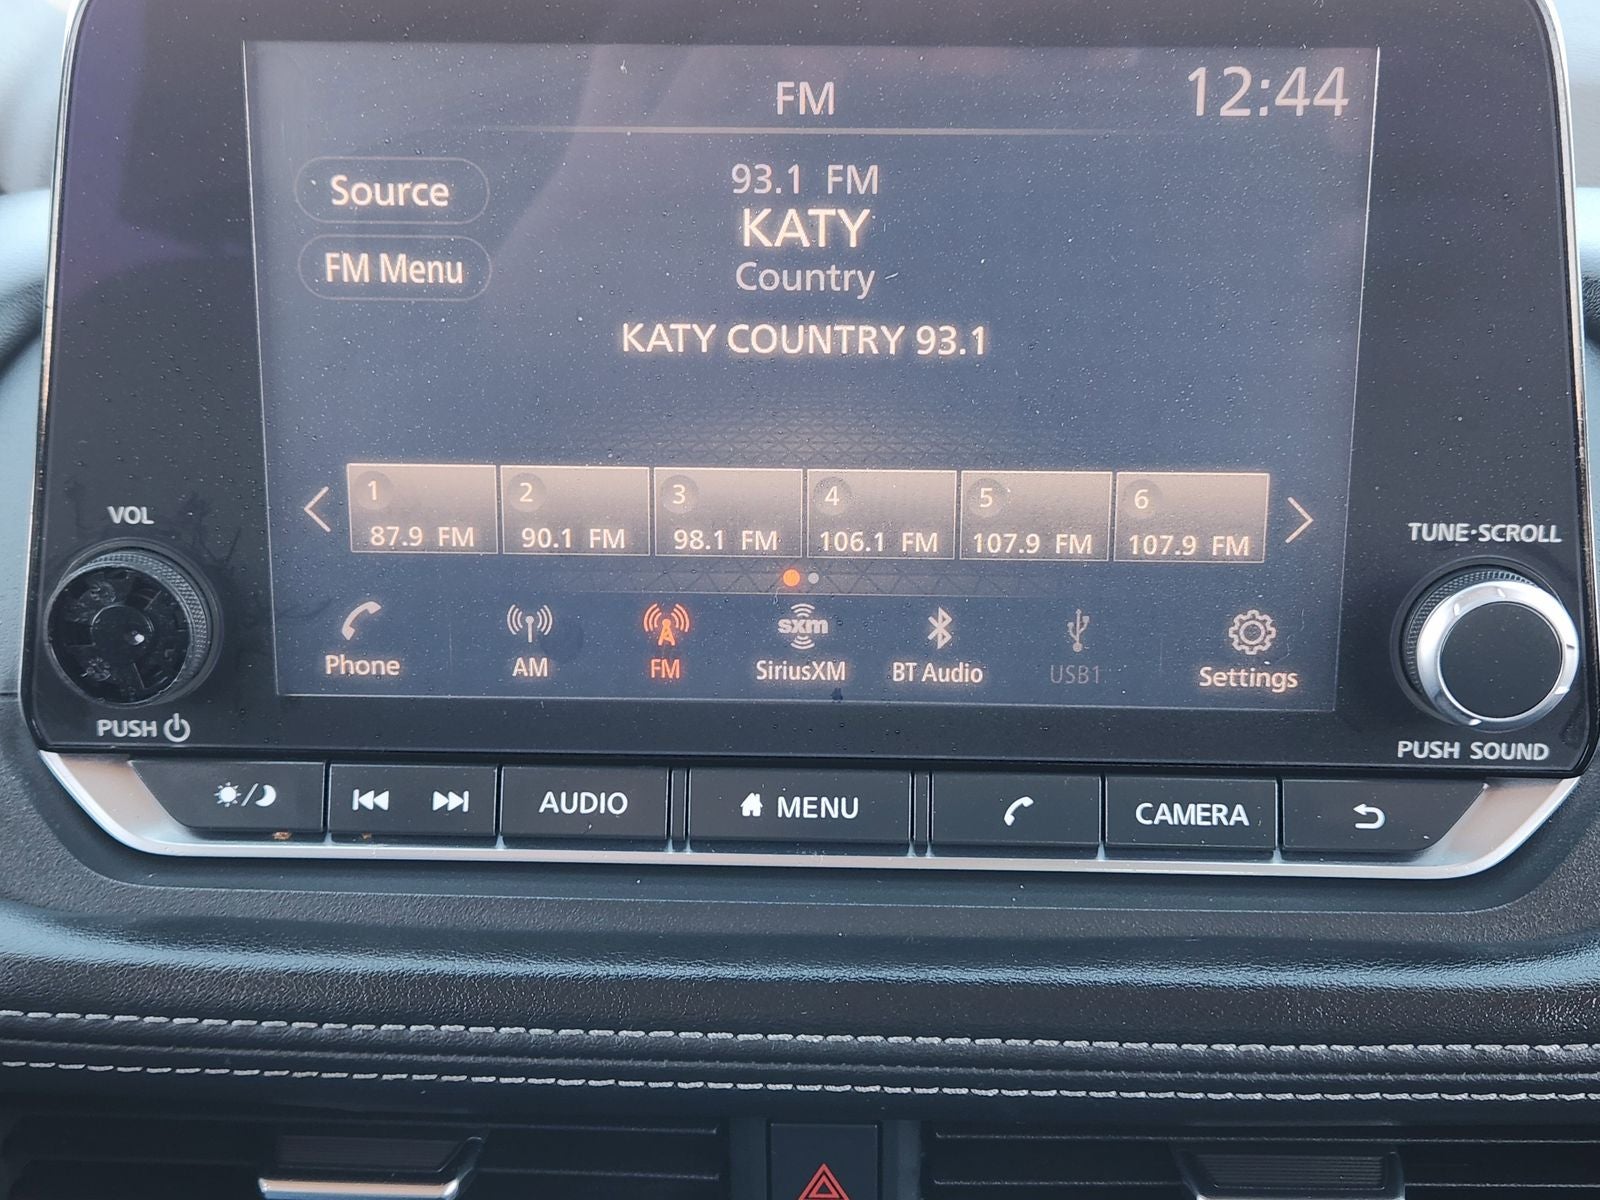 FM
12:44
Source
FM Menu
93.1 FM
KATY
Country
KATY COUNTRY 93.1
1
87.9 FM
2
90.1 FM
3
98.1 FM
4
106.1 FM
5
107.9 FM
6
107.9 FM
Phone
AM
FM
sxm
SiriusXM
BT Audio
USB1
Settings
VOL
PUSH
TUNE·SCROLL
PUSH SOUND
AUDIO
MENU
CAMERA